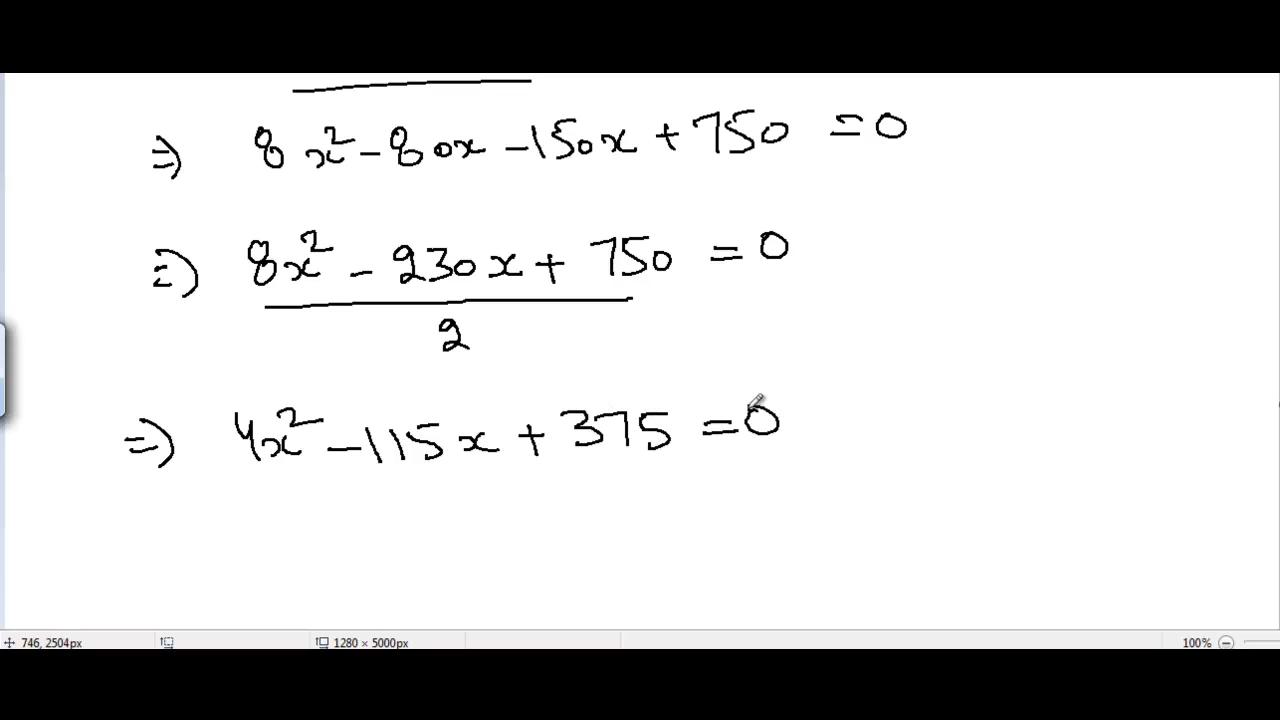 ⇒ 8x² - 80x - 150x + 750 = 0
⇒ 8x² - 230x + 750 = 0
2
⇒ 4x² - 115x + 375 = 0
746, 2504px 1280 × 5000px 100%